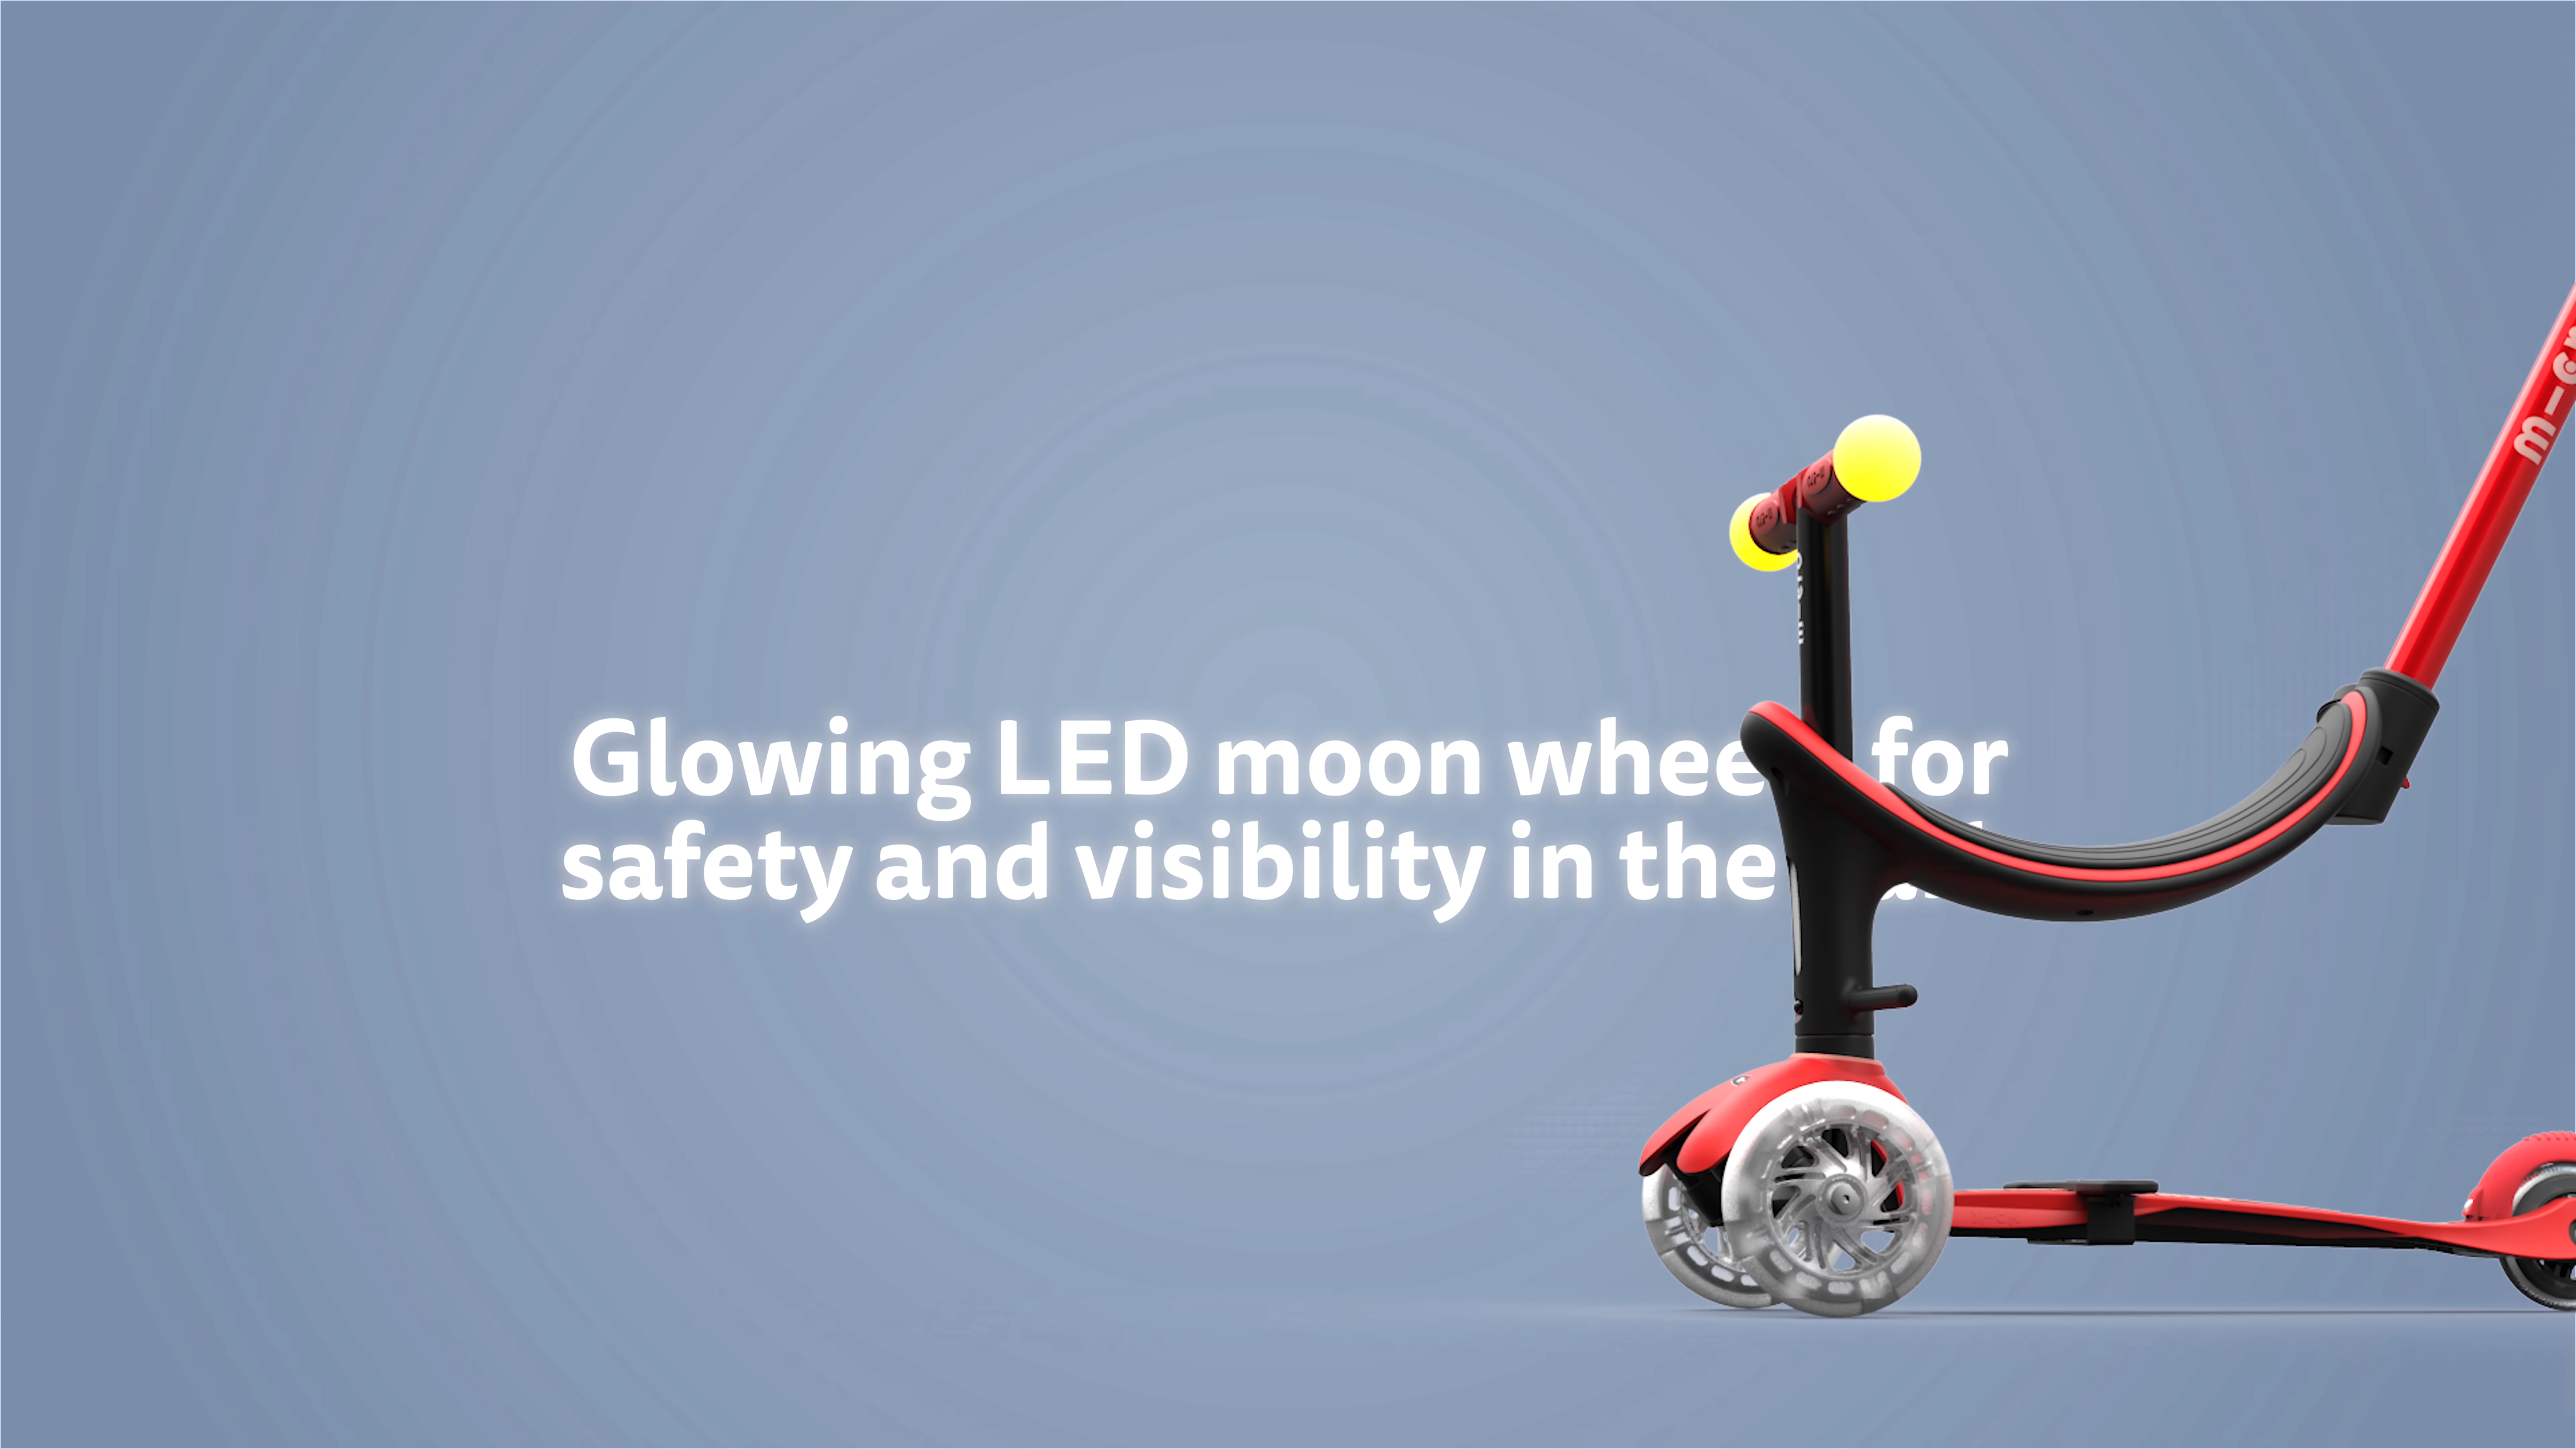 Glowing LED moon whee for
safety and visibility in the